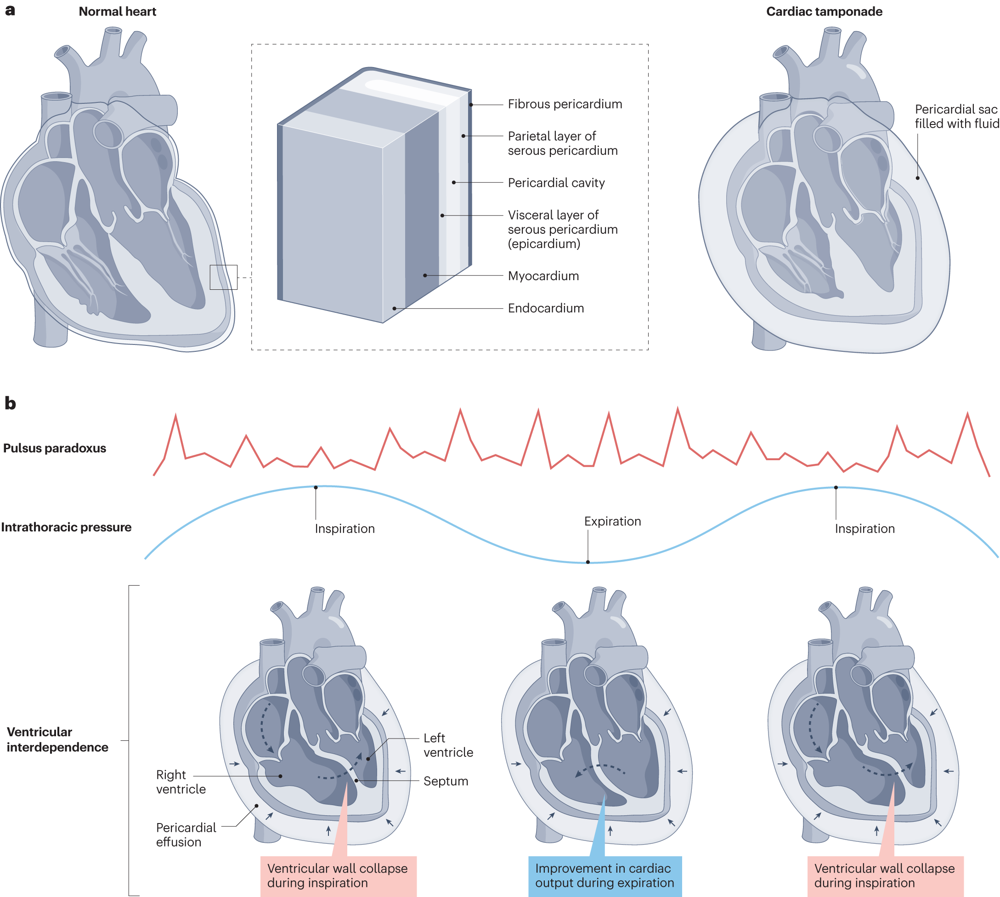 a
Normal heart
Cardiac tamponade
Fibrous pericardium
Parietal layer of
serous pericardium
Pericardial cavity
Visceral layer of
serous pericardium
(epicardium)
Myocardium
Endocardium
Pericardial sac
filled with fluid
b
Pulsus paradoxus
Intrathoracic pressure
Inspiration
Expiration
Inspiration
Ventricular
interdependence
Right
ventricle
Pericardial
effusion
Left
ventricle
Septum
Ventricular wall collapse
during inspiration
Improvement in cardiac
output during expiration
Ventricular wall collapse
during inspiration